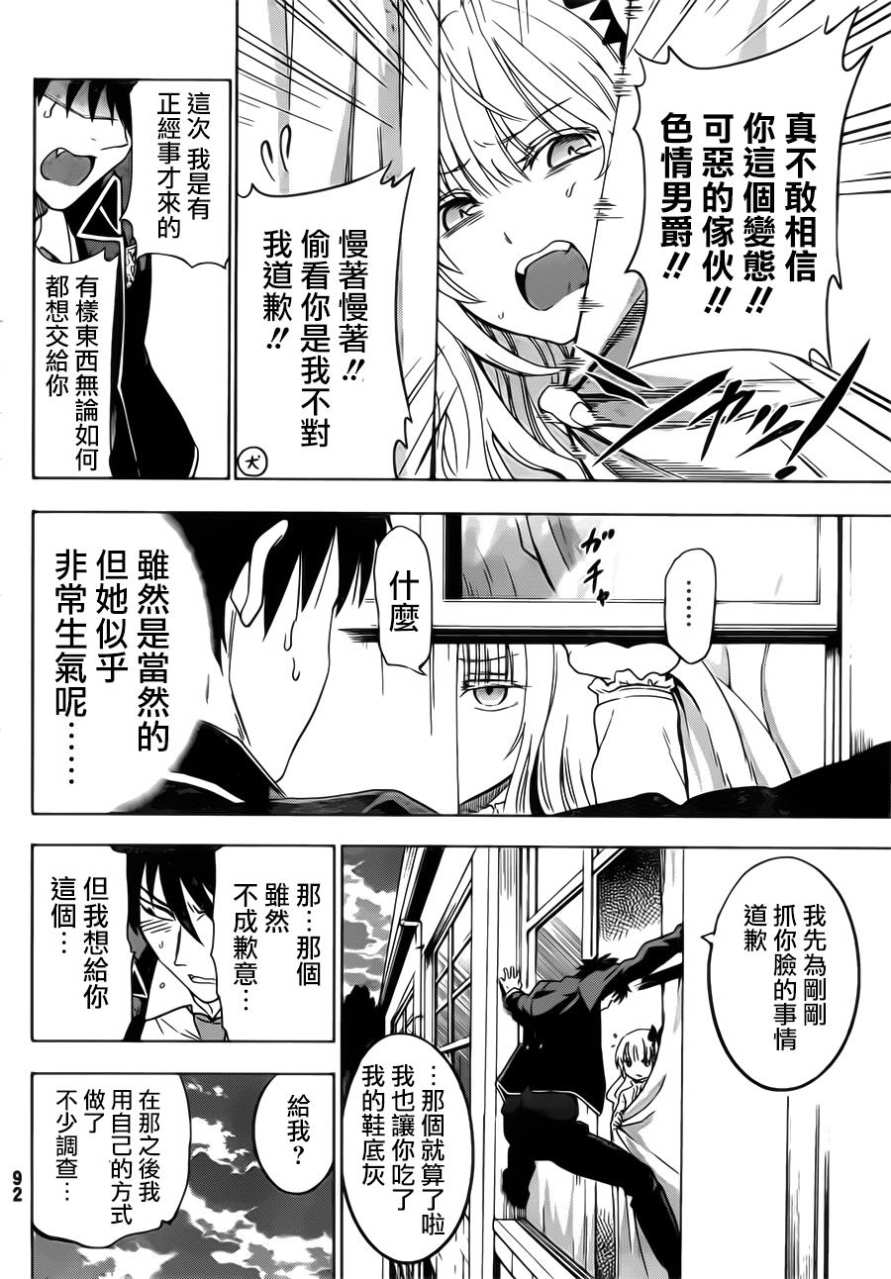 真不敢相信
你這個變態!!
可惡的傢伙!!
色情男爵!!
慢著慢著!!
偷看你是我不對
我道歉!!
犬
這次 我是有
正經事才來的
有樣東西無論如何
都想交給你
バッ
………
ガチャ
什麼
雖然是當然的
但她似乎
非常生氣呢……
我先為剛剛
抓你臉的事情
道歉
…那個就算了啦
我也讓你吃了
我的鞋底灰
那…那個
雖然
不成歉意…
但我想給你
這個…
給我?
在那之後我
用自己的方式
做了
不少調查…
92